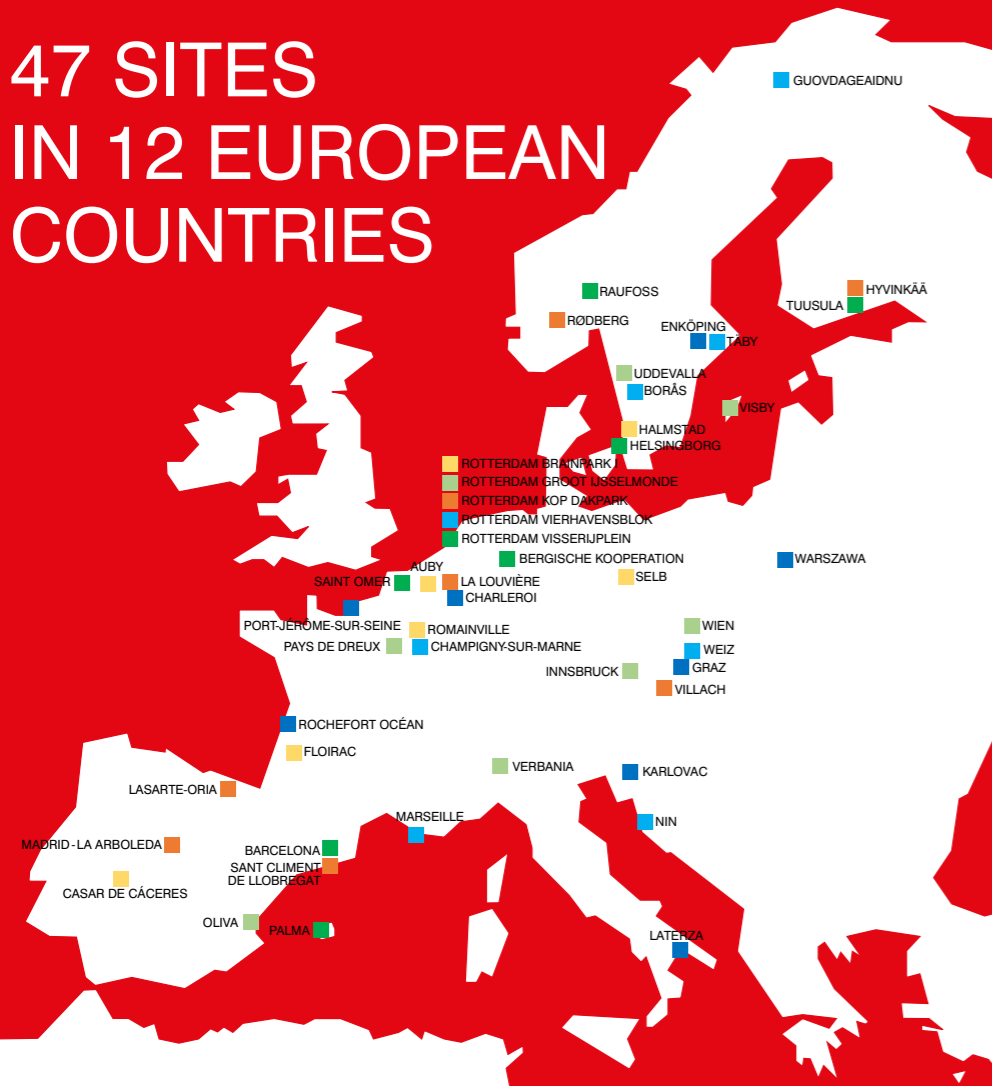 47 SITES
IN 12 EUROPEAN
COUNTRIES
GUOVDAGEAIDNU
RAUFOSS
HYVINKÄÄ
TUUSULA
RØDBERG
ENKÖPING
TÄBY
UDDEVALLA
BORÅS
VISBY
HALMSTAD
HELSINGBORG
ROTTERDAM BRAINPARK I
ROTTERDAM GROOT IJSSELMONDE
ROTTERDAM KOP DAKPARK
ROTTERDAM VIERHAVENSBLOK
ROTTERDAM VISSERIJPLEIN
BERGISCHE KOOPERATION
WARSZAWA
AUBY
SAINT OMER
LA LOUVIÈRE
SELB
CHARLEROI
PORT-JÉRÔME-SUR-SEINE
ROMAINVILLE
WIEN
PAYS DE DREUX
CHAMPIGNY-SUR-MARNE
WEIZ
GRAZ
INNSBRUCK
VILLACH
ROCHEFORT OCÉAN
FLOIRAC
VERBANIA
KARLOVAC
LASARTE-ORIA
MARSEILLE
NIN
MADRID-LA ARBOLEDA
BARCELONA
SANT CLIMENT
DE LLOBREGAT
CASAR DE CÁCERES
OLIVA
PALMA
LATERZA